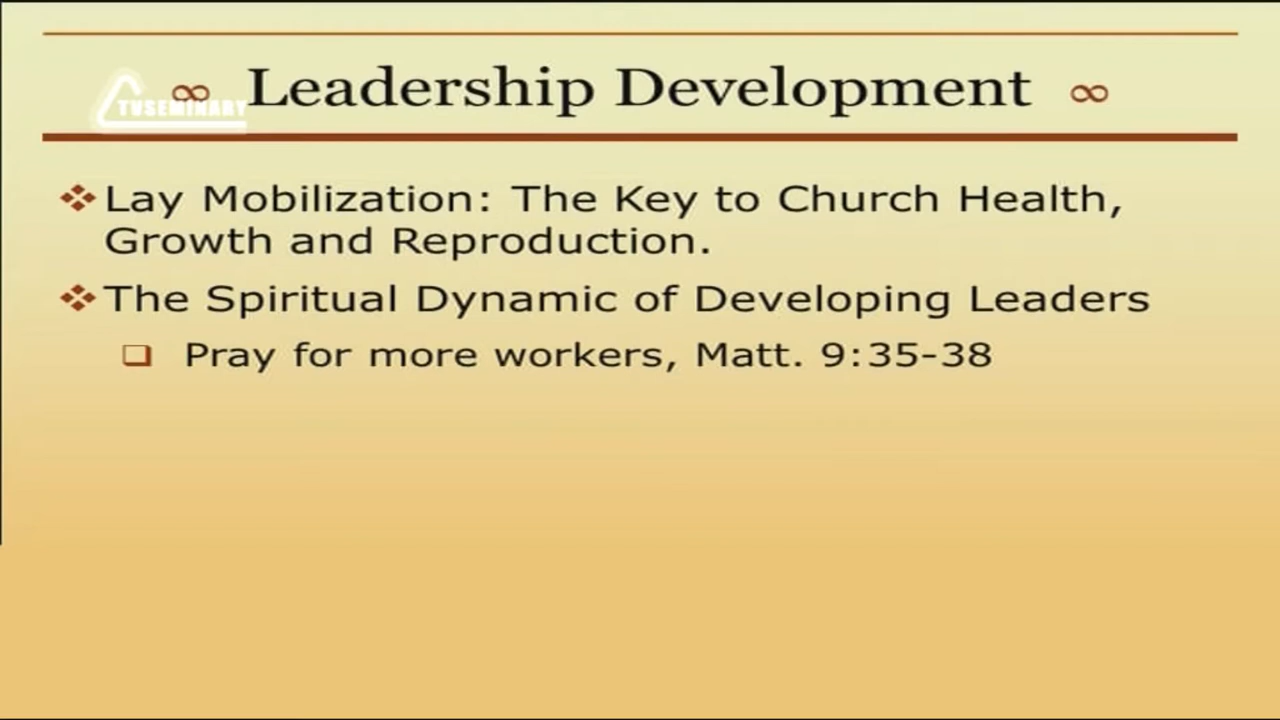 ∞ Leadership Development ∞
TUSEMINARY
❖ Lay Mobilization: The Key to Church Health,
Growth and Reproduction.
❖ The Spiritual Dynamic of Developing Leaders
❑ Pray for more workers, Matt. 9:35-38